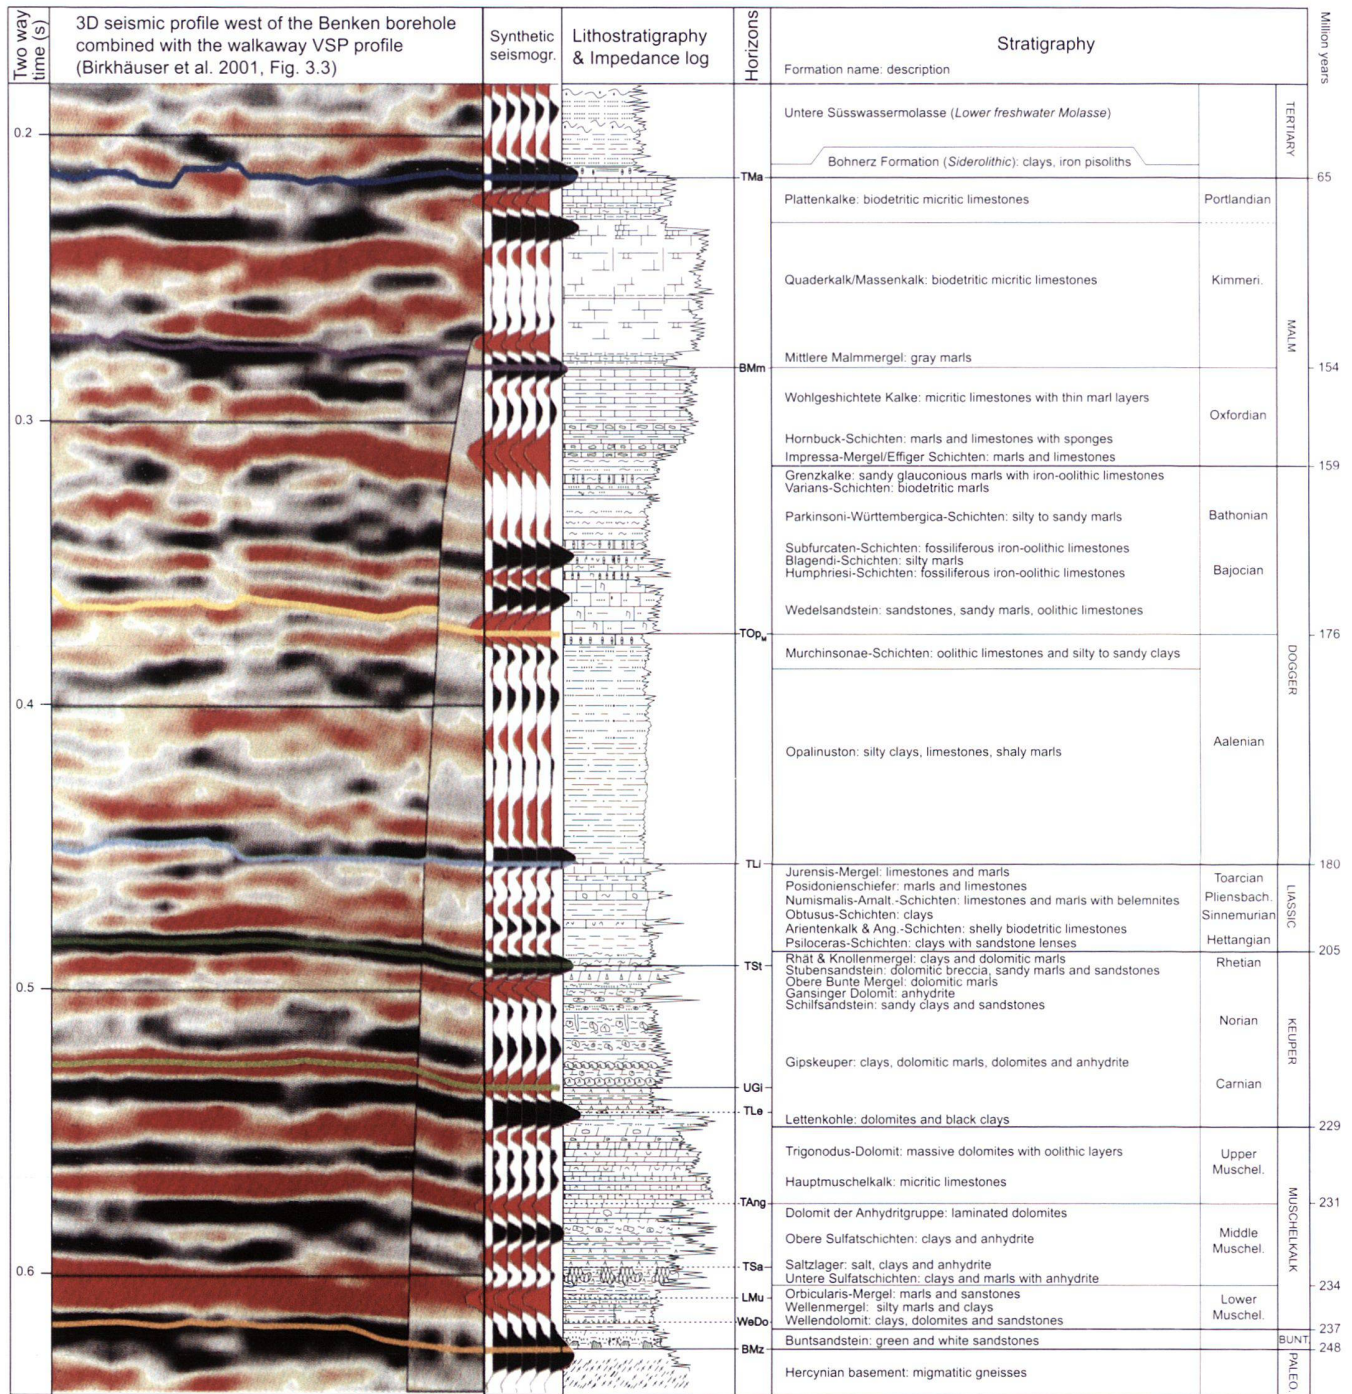 Two way
time (s)
3D seismic profile west of the Benken borehole
combined with the walkaway VSP profile
(Birkhäuser et al. 2001, Fig. 3.3)
Synthetic
seismogr.
Lithostratigraphy
& Impedance log
Horizons
Stratigraphy
Formation name: description
Million years
0.2
0.3
0.4
0.5
0.6
TMa
BMm
TOpM
TLi
TSt
UGi
TLe
TAng
TSa
LMu
WeDo
BMz
Untere Süsswassermolasse (Lower freshwater Molasse)
Bohnerz Formation (Siderolithic): clays, iron pisoliths
Plattenkalke: biodetritic micritic limestones
Quaderkalk/Massenkalk: biodetritic micritic limestones
Mittlere Malmmergel: gray marls
Wohlgeshichtete Kalke: micritic limestones with thin marl layers
Hornbuck-Schichten: marls and limestones with sponges
Impressa-Mergel/Effiger Schichten: marls and limestones
Grenzkalke: sandy glauconious marls with iron-oolithic limestones
Varians-Schichten: biodetritic marls
Parkinsoni-Württembergica-Schichten: silty to sandy marls
Subfurcaten-Schichten: fossiliferous iron-oolithic limestones
Blagendi-Schichten: silty marls
Humphriesi-Schichten: fossiliferous iron-oolithic limestones
Wedelsandstein: sandstones, sandy marls, oolithic limestones
Murchinsonae-Schichten: oolithic limestones and silty to sandy clays
Opalinuston: silty clays, limestones, shaly marls
Jurensis-Mergel: limestones and marls
Posidonienschiefer: marls and limestones
Numismalis-Amalt.-Schichten: limestones and marls with belemnites
Obtusus-Schichten: clays
Arientenkalk & Ang.-Schichten: shelly biodetritic limestones
Psiloceras-Schichten: clays with sandstone lenses
Rhät & Knollenmergel: clays and dolomitic marls
Stubensandstein: dolomitic breccia, sandy marls and sandstones
Obere Bunte Mergel: dolomitic marls
Gansinger Dolomit: anhydrite
Schilfsandstein: sandy clays and sandstones
Gipskeuper: clays, dolomitic marls, dolomites and anhydrite
Lettenkohle: dolomites and black clays
Trigonodus-Dolomit: massive dolomites with oolithic layers
Hauptmuschelkalk: micritic limestones
Dolomit der Anhydritgruppe: laminated dolomites
Obere Sulfatschichten: clays and anhydrite
Saltzlager: salt, clays and anhydrite
Untere Sulfatschichten: clays and marls with anhydrite
Orbicularis-Mergel: marls and sanstones
Wellenmergel: silty marls and clays
Wellendolomit: clays, dolomites and sandstones
Buntsandstein: green and white sandstones
Hercynian basement: migmatitic gneisses
Portlandian
Kimmeri.
Oxfordian
Bathonian
Bajocian
Aalenian
Toarcian
Pliensbach.
Sinnemurian
Hettangian
Rhetian
Norian
Carnian
Upper
Muschel.
Middle
Muschel.
Lower
Muschel.
TERTIARY
MALM
DOGGER
LIASSIC
KEUPER
MUSCHELKALK
BUNT.
PALEO.
65
154
159
176
180
205
229
231
234
237
248